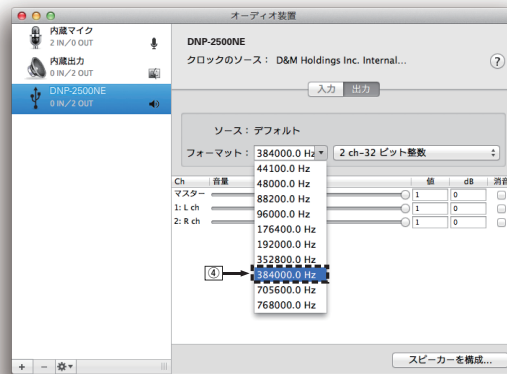 オーディオ装置
内蔵マイク
2 IN/0 OUT
内蔵出力
0 IN/2 OUT
DNP-2500NE
0 IN/2 OUT
DNP-2500NE
クロックのソース： D&M Holdings Inc. Internal...
?
入力 出力
ソース：デフォルト
フォーマット： 384000.0 Hz 2 ch-32 ビット整数
44100.0 Hz
48000.0 Hz
88200.0 Hz
96000.0 Hz
176400.0 Hz
192000.0 Hz
352800.0 Hz
④ 384000.0 Hz
705600.0 Hz
768000.0 Hz
Ch 音量 値 dB 消音
マスター 1 0
1: L ch 1 0
2: R ch 1 0
+ −
スピーカーを構成...